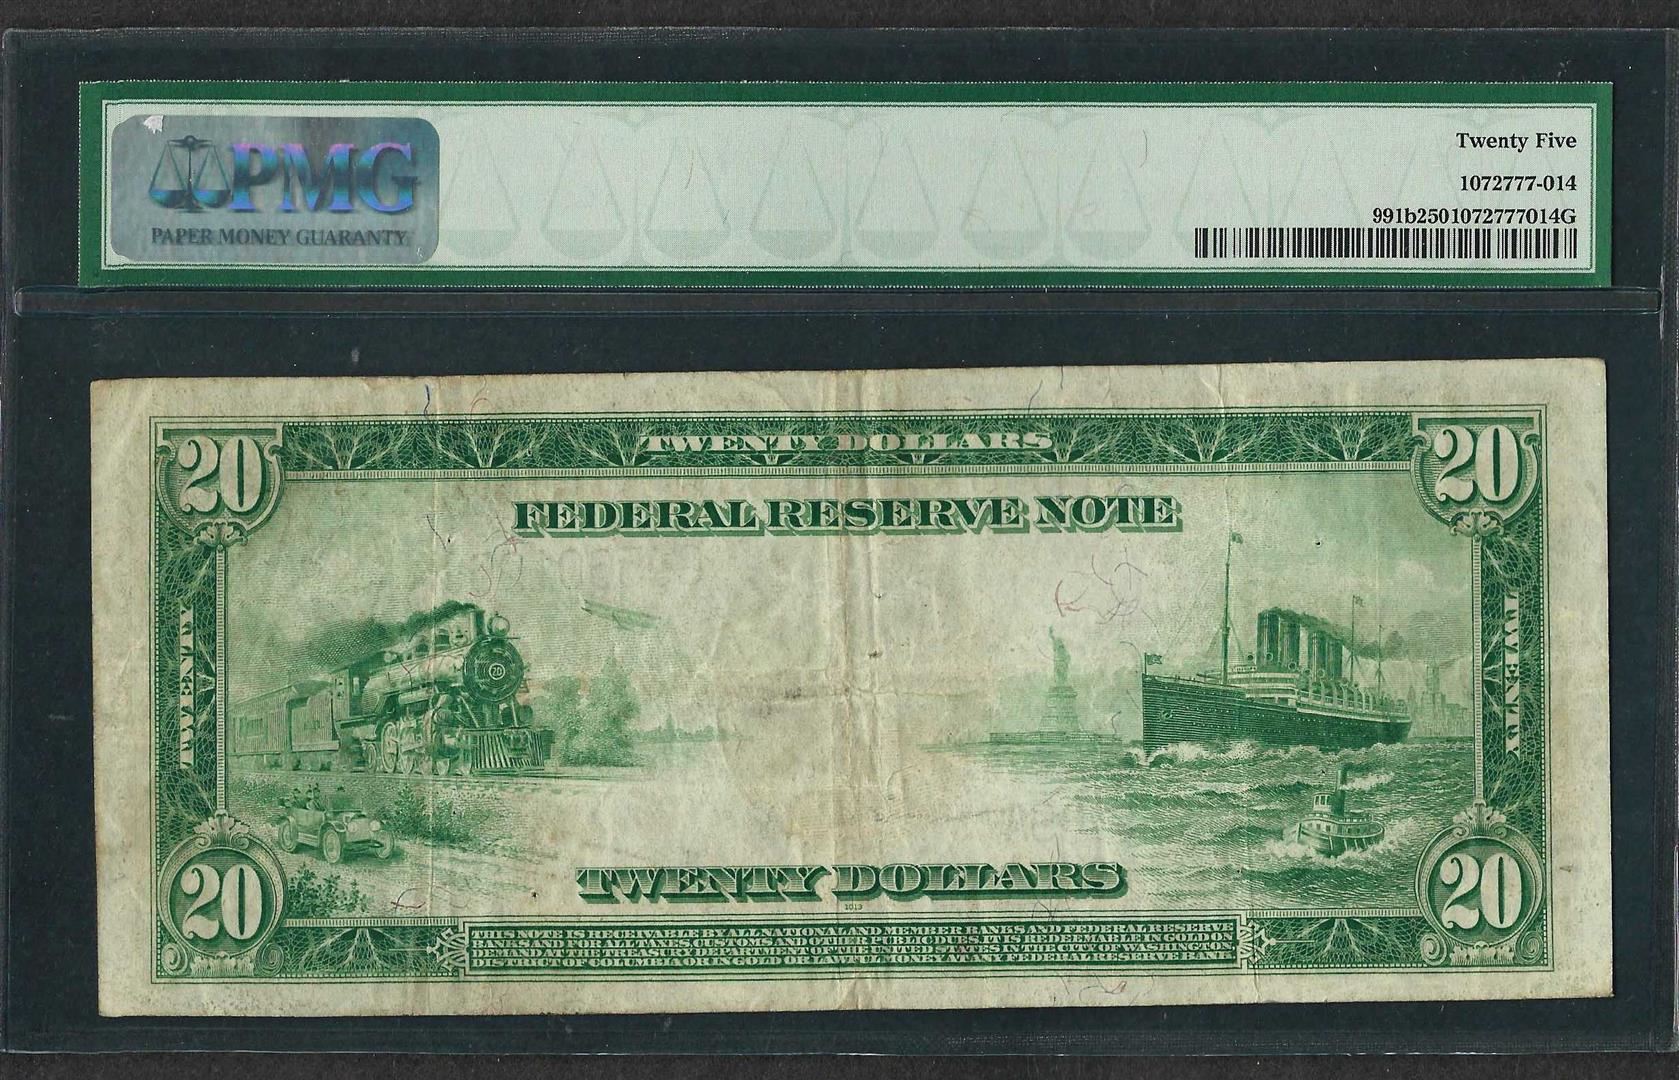 PMG
PAPER MONEY GUARANTY
Twenty Five
1072777-014
991b2501072777014G
20
TWENTY DOLLARS
20
FEDERAL RESERVE NOTE
TWENTY
TWENTY
20
TWENTY DOLLARS
1013
20
20
THIS NOTE IS RECEIVABLE BY ALL NATIONAL AND MEMBER BANKS AND FEDERAL RESERVE
BANKS AND FOR ALL TAXES, CUSTOMS AND OTHER PUBLIC DUES. IT IS REDEEMABLE IN GOLD ON
DEMAND AT THE TREASURY DEPARTMENT OF THE UNITED STATES IN THE CITY OF WASHINGTON,
DISTRICT OF COLUMBIA OR IN GOLD OR LAWFUL MONEY AT ANY FEDERAL RESERVE BANK.